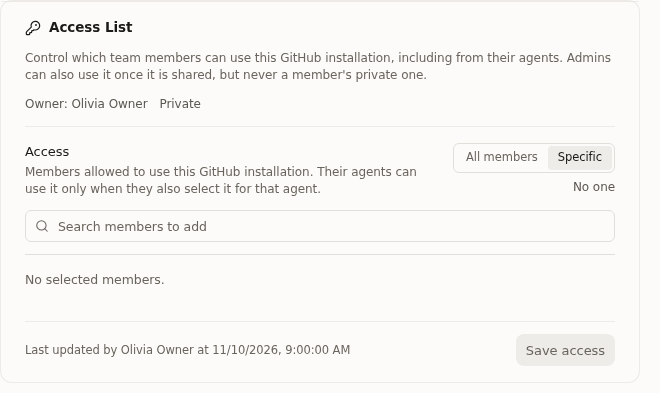 Access List
Control which team members can use this GitHub installation, including from their agents. Admins
can also use it once it is shared, but never a member's private one.
Owner: Olivia Owner Private
Access
All members Specific
Members allowed to use this GitHub installation. Their agents can
use it only when they also select it for that agent.
No one
Search members to add
No selected members.
Last updated by Olivia Owner at 11/10/2026, 9:00:00 AM
Save access